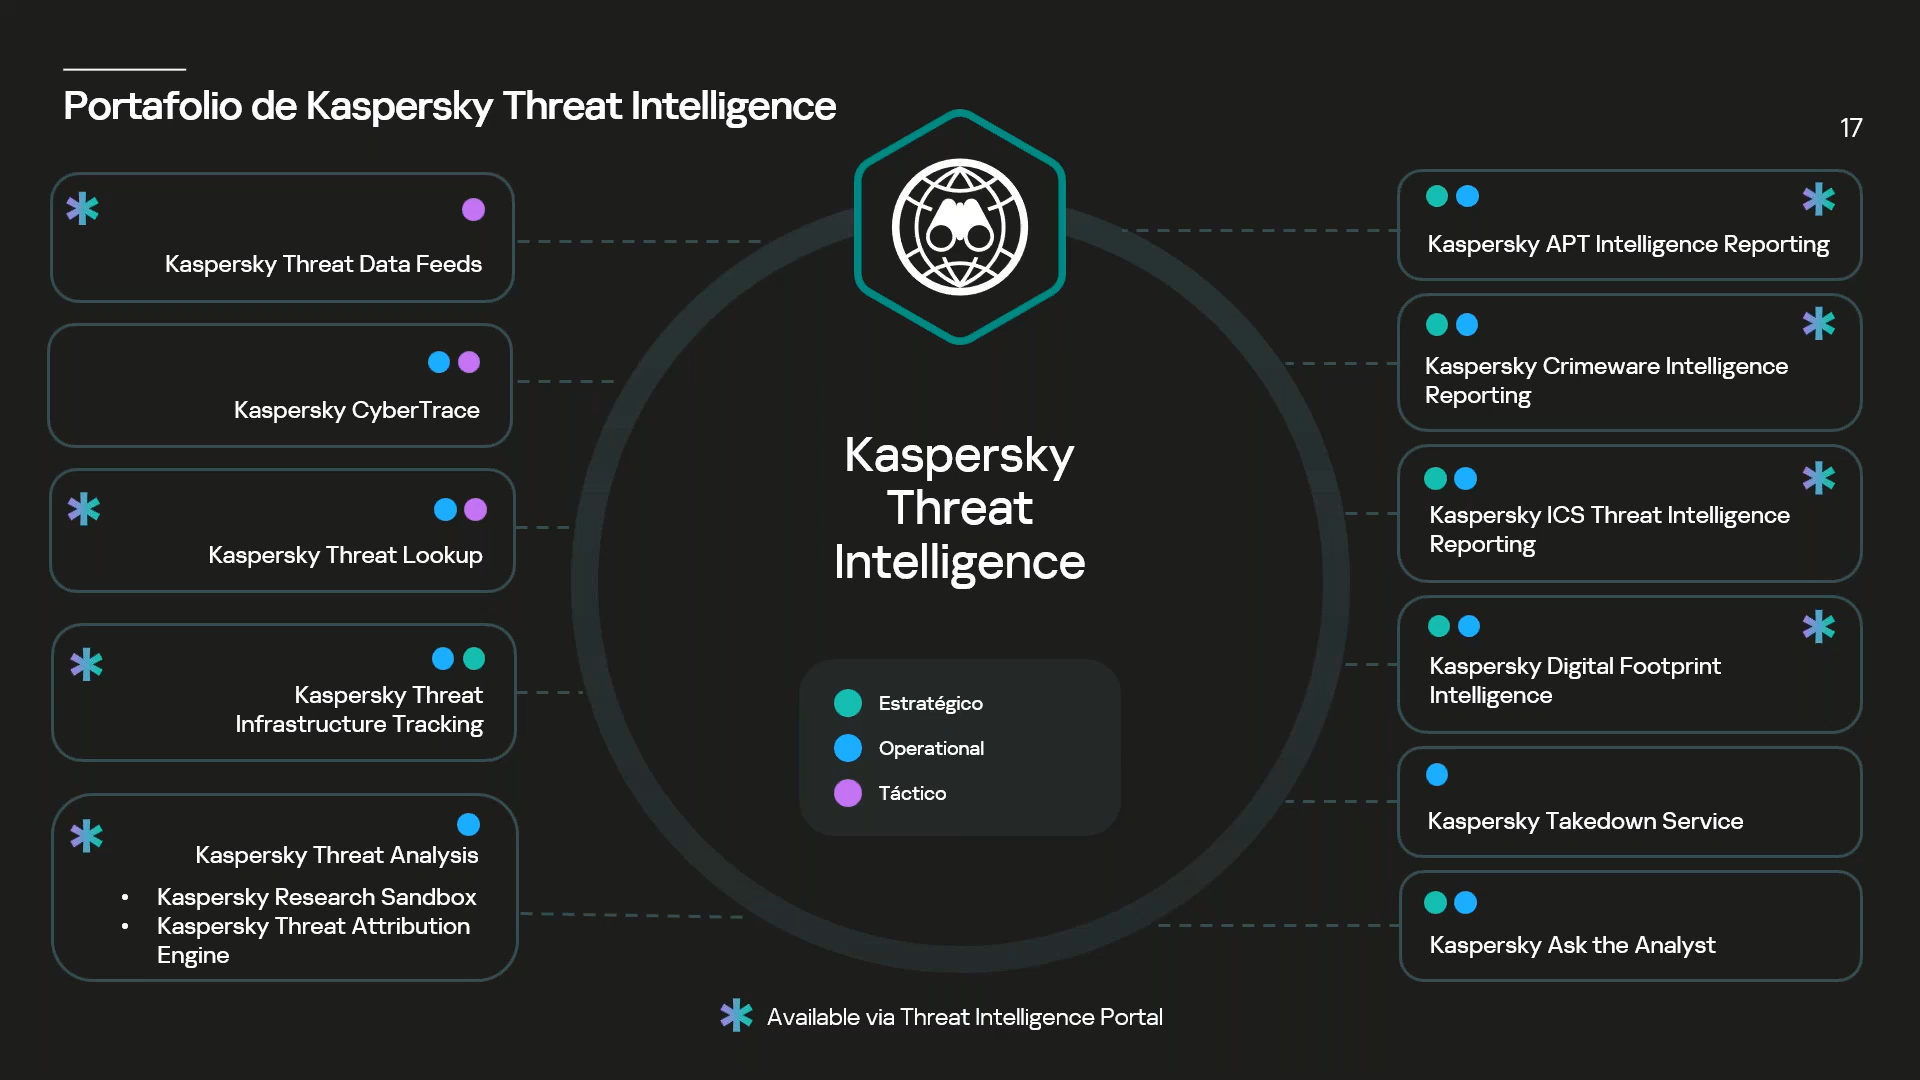 Portafolio de Kaspersky Threat Intelligence
17
Kaspersky Threat Data Feeds
Kaspersky CyberTrace
Kaspersky Threat Lookup
Kaspersky Threat
Infrastructure Tracking
Kaspersky Threat Analysis
• Kaspersky Research Sandbox
• Kaspersky Threat Attribution
Engine
Kaspersky
Threat
Intelligence
Estratégico
Operational
Táctico
Kaspersky APT Intelligence Reporting
Kaspersky Crimeware Intelligence
Reporting
Kaspersky ICS Threat Intelligence
Reporting
Kaspersky Digital Footprint
Intelligence
Kaspersky Takedown Service
Kaspersky Ask the Analyst
Available via Threat Intelligence Portal